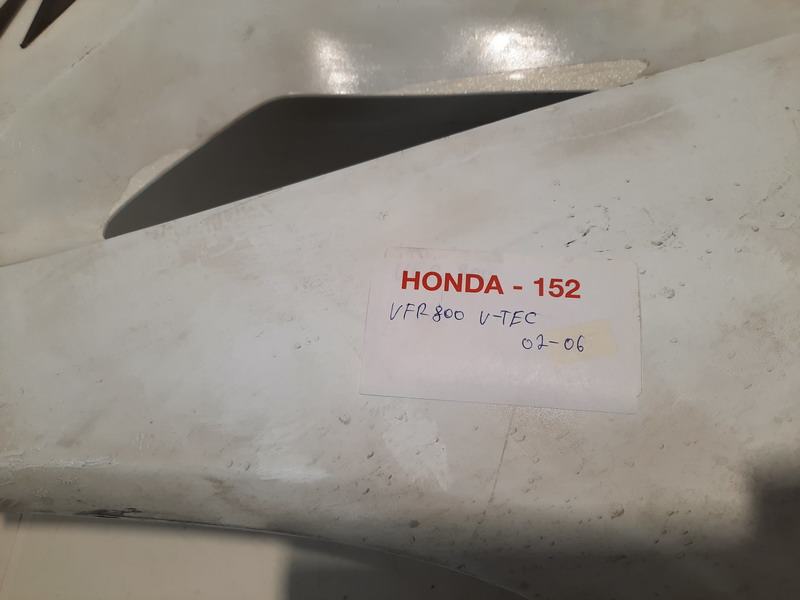 HONDA - 152
VFR800 V-TEC
02-06